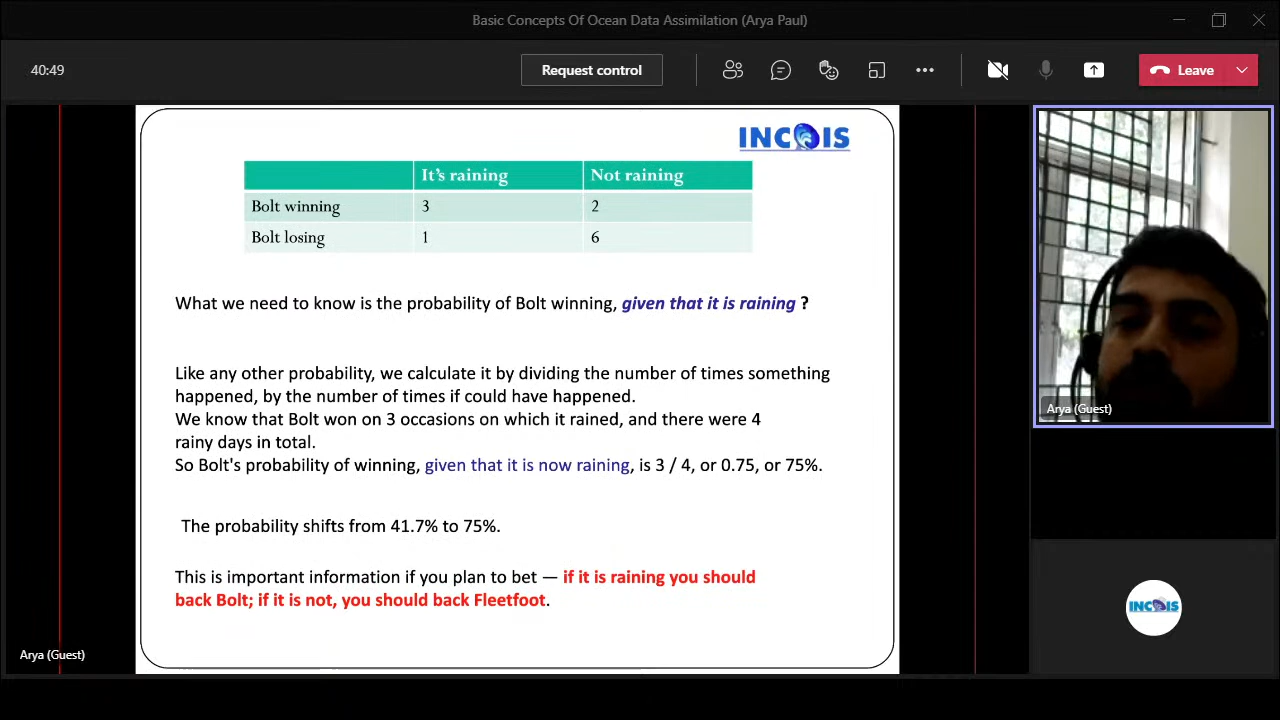 Basic Concepts Of Ocean Data Assimilation (Arya Paul)
40:49
Request control
Leave
INCOIS
It's raining Not raining
Bolt winning 3 2
Bolt losing 1 6
What we need to know is the probability of Bolt winning, given that it is raining ?
Like any other probability, we calculate it by dividing the number of times something
happened, by the number of times if could have happened.
We know that Bolt won on 3 occasions on which it rained, and there were 4
rainy days in total.
So Bolt's probability of winning, given that it is now raining, is 3 / 4, or 0.75, or 75%.
The probability shifts from 41.7% to 75%.
This is important information if you plan to bet — if it is raining you should
back Bolt; if it is not, you should back Fleetfoot.
Arya (Guest)
Arya (Guest)
INCOIS